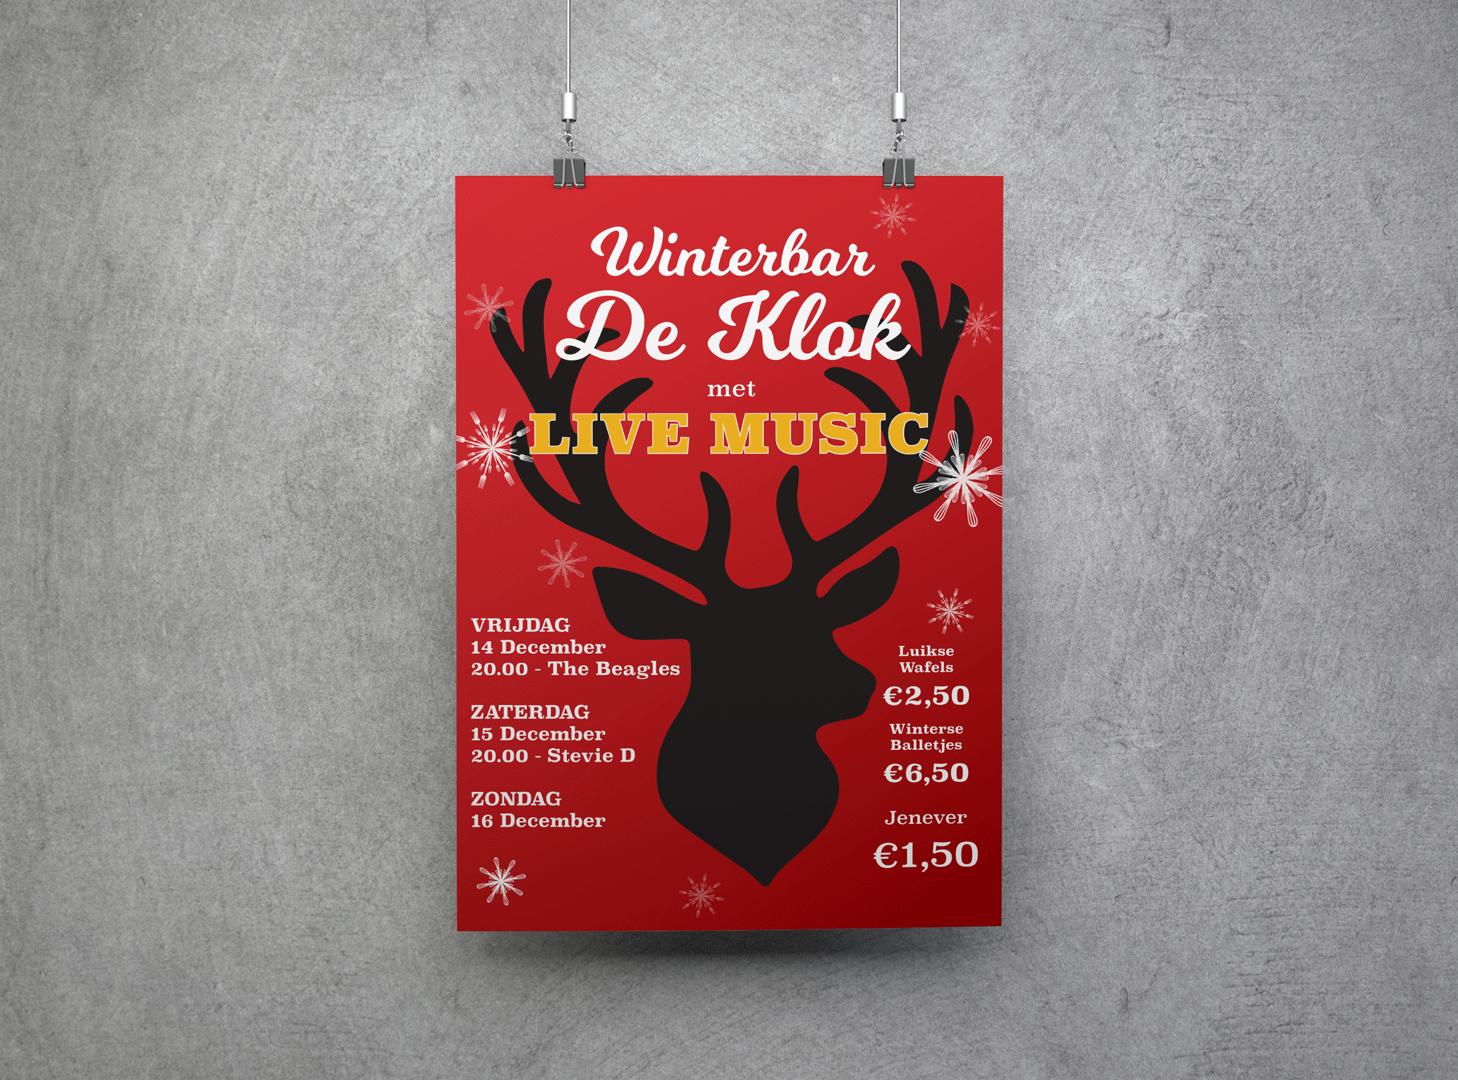 Winterbar
De Klok
met
LIVE MUSIC
VRIJDAG
14 December
20.00 - The Beagles
ZATERDAG
15 December
20.00 - Stevie D
ZONDAG
16 December
Luikse
Wafels
€2,50
Winterse
Balletjes
€6,50
Jenever
€1,50